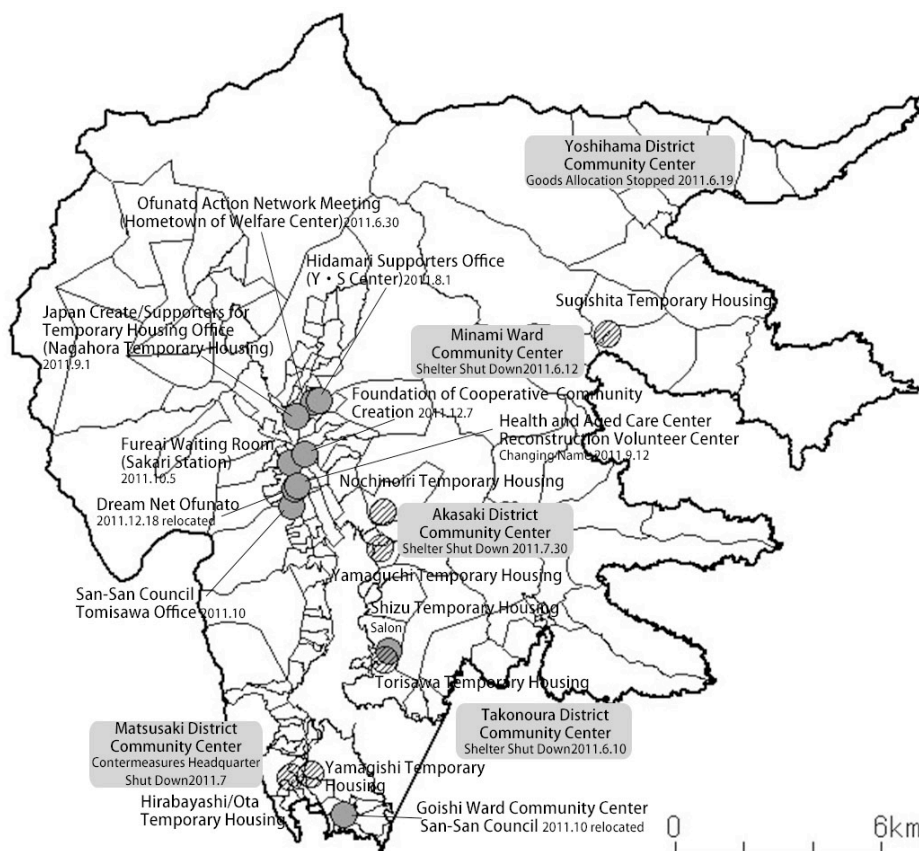 Yoshihama District
Community Center
Goods Allocation Stopped 2011.6.19
Ofunato Action Network Meeting
(Hometown of Welfare Center)2011.6.30
Hidamari Supporters Office
(Y・S Center)2011.8.1
Sugishita Temporary Housing
Japan Create/Supporters for
Temporary Housing Office
(Nagahora Temporary Housing)
2011.9.1
Minami Ward
Community Center
Shelter Shut Down2011.6.12
Foundation of Cooperative Community
Creation 2011.12.7
Health and Aged Care Center
Reconstruction Volunteer Center
Changing Name 2011.9.12
Fureai Waiting Room
(Sakari Station)
2011.10.5
Nochinoiri Temporary Housing
Dream Net Ofunato
2011.12.18 relocated
Akasaki District
Community Center
Shelter Shut Down 2011.7.30
Yamaguchi Temporary Housing
San-San Council
Tomisawa Office 2011.10
Shizu Temporary Housing
Salon
Torisawa Temporary Housing
Takonoura District
Community Center
Shelter Shut Down2011.6.10
Matsusaki District
Community Center
Contermeasures Headquarter
Shut Down2011.7
Yamagishi Temporary
Housing
Hirabayashi/Ota
Temporary Housing
Goishi Ward Community Center
San-San Council 2011.10 relocated
0 6km